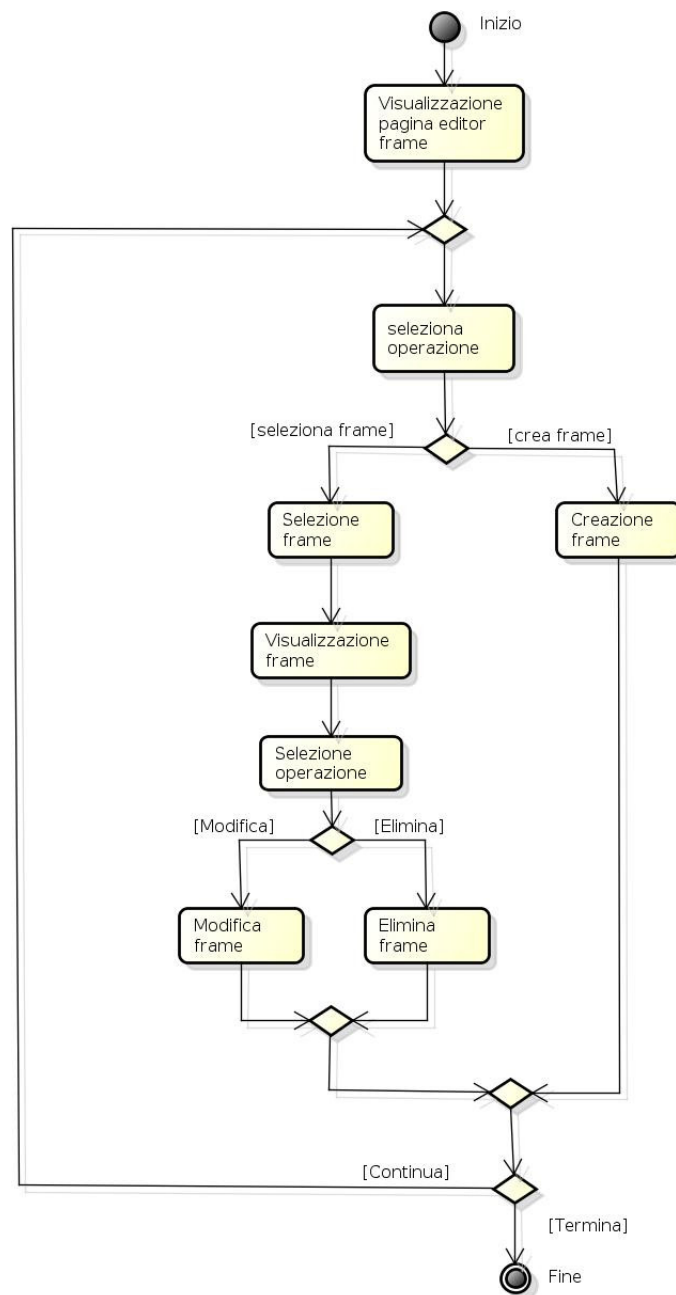 Inizio
Visualizzazione
pagina editor
frame
seleziona
operazione
[seleziona frame]
[crea frame]
Selezione
frame
Creazione
frame
Visualizzazione
frame
Selezione
operazione
[Modifica]
[Elimina]
Modifica
frame
Elimina
frame
[Continua]
[Termina]
Fine